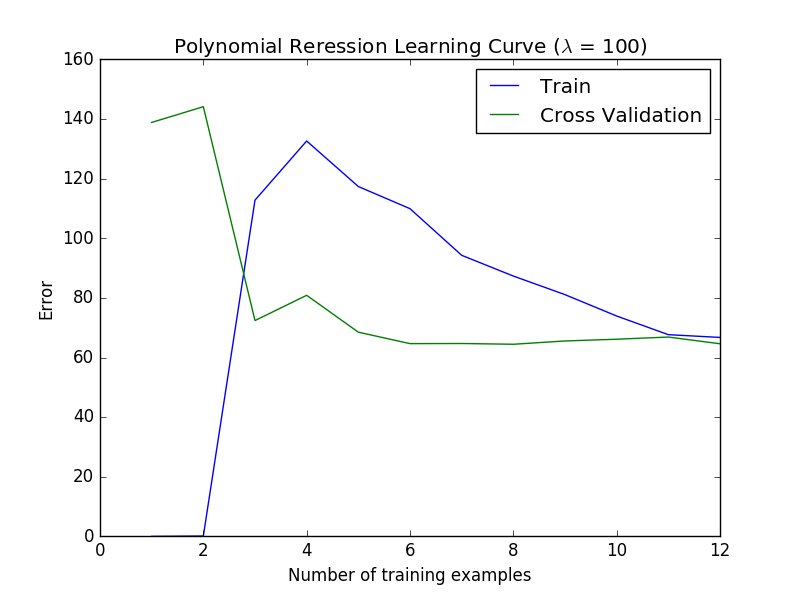 Polynomial Reression Learning Curve (λ = 100)
160
140
120
100
80
60
40
20
0
Error
Train
Cross Validation
0 2 4 6 8 10 12
Number of training examples